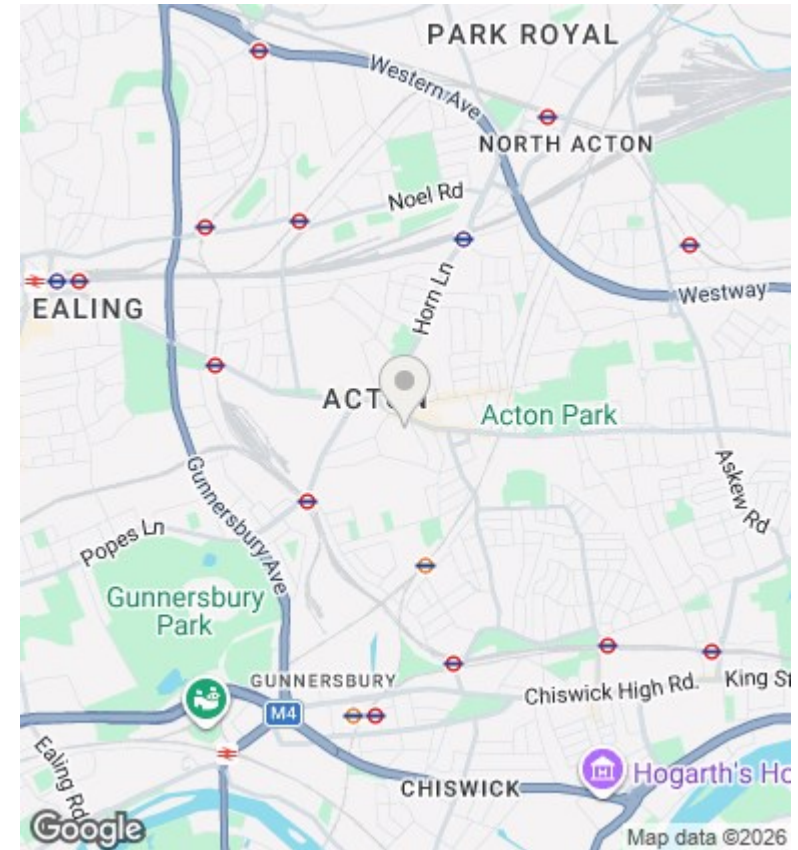 PARK ROYAL
Western Ave
NORTH ACTON
Noel Rd
Horn Ln
EALING
Westway
ACTON
Acton Park
Askew Rd
Gunnersbury Ave
Popes Ln
Gunnersbury
Park
GUNNERSBURY
King St
Chiswick High Rd.
M4
Ealing Rd
CHISWICK
Hogarth's Ho
Google
Map data ©2026